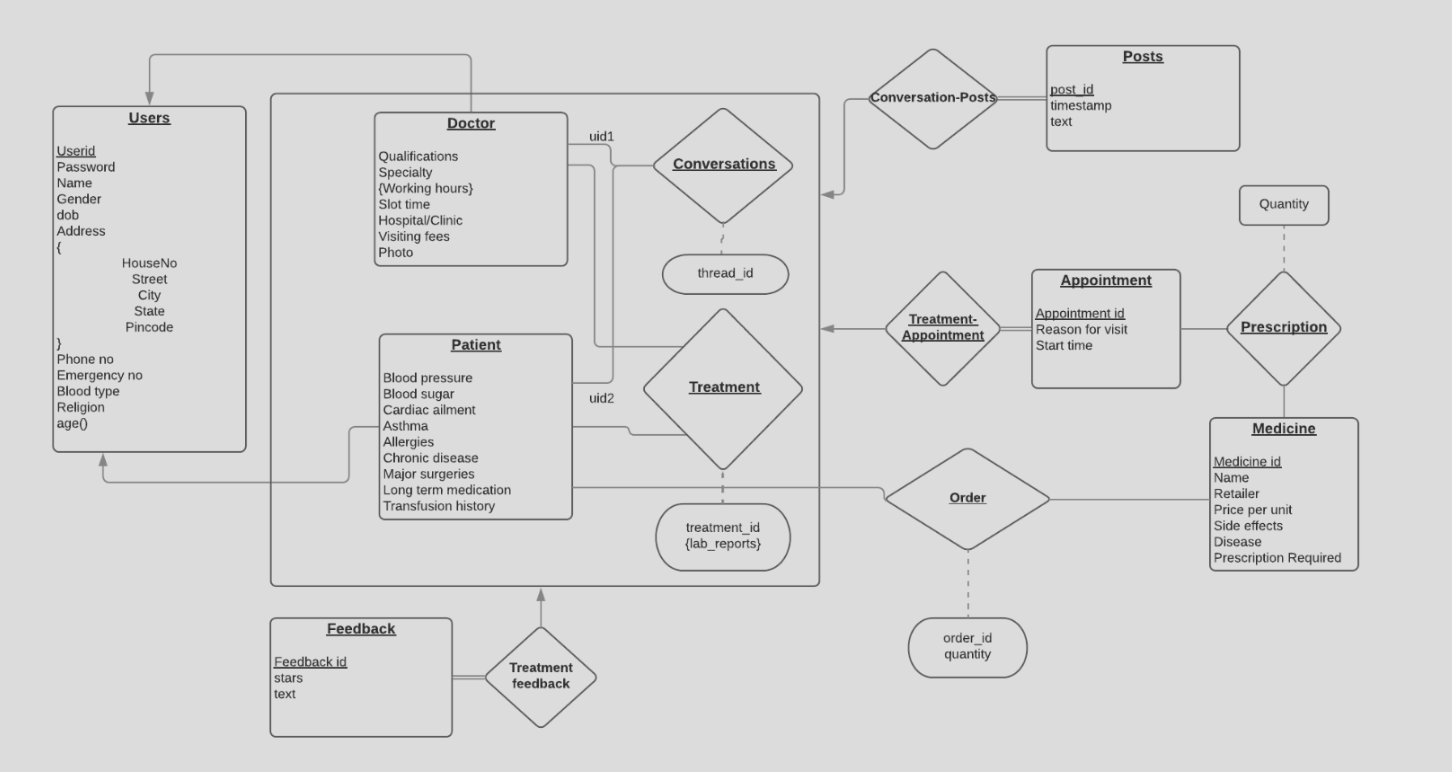 Users
Userid
Password
Name
Gender
dob
Address
{
HouseNo
Street
City
State
Pincode
}
Phone no
Emergency no
Blood type
Religion
age()
Doctor
Qualifications
Specialty
{Working hours}
Slot time
Hospital/Clinic
Visiting fees
Photo
uid1
Conversations
thread_id
Patient
Blood pressure
Blood sugar
Cardiac ailment
Asthma
Allergies
Chronic disease
Major surgeries
Long term medication
Transfusion history
uid2
Treatment
treatment_id
{lab_reports}
Conversation-Posts
Posts
post_id
timestamp
text
Quantity
Treatment-
Appointment
Appointment
Appointment id
Reason for visit
Start time
Prescription
Medicine
Medicine id
Name
Retailer
Price per unit
Side effects
Disease
Prescription Required
Order
order_id
quantity
Feedback
Feedback id
stars
text
Treatment
feedback